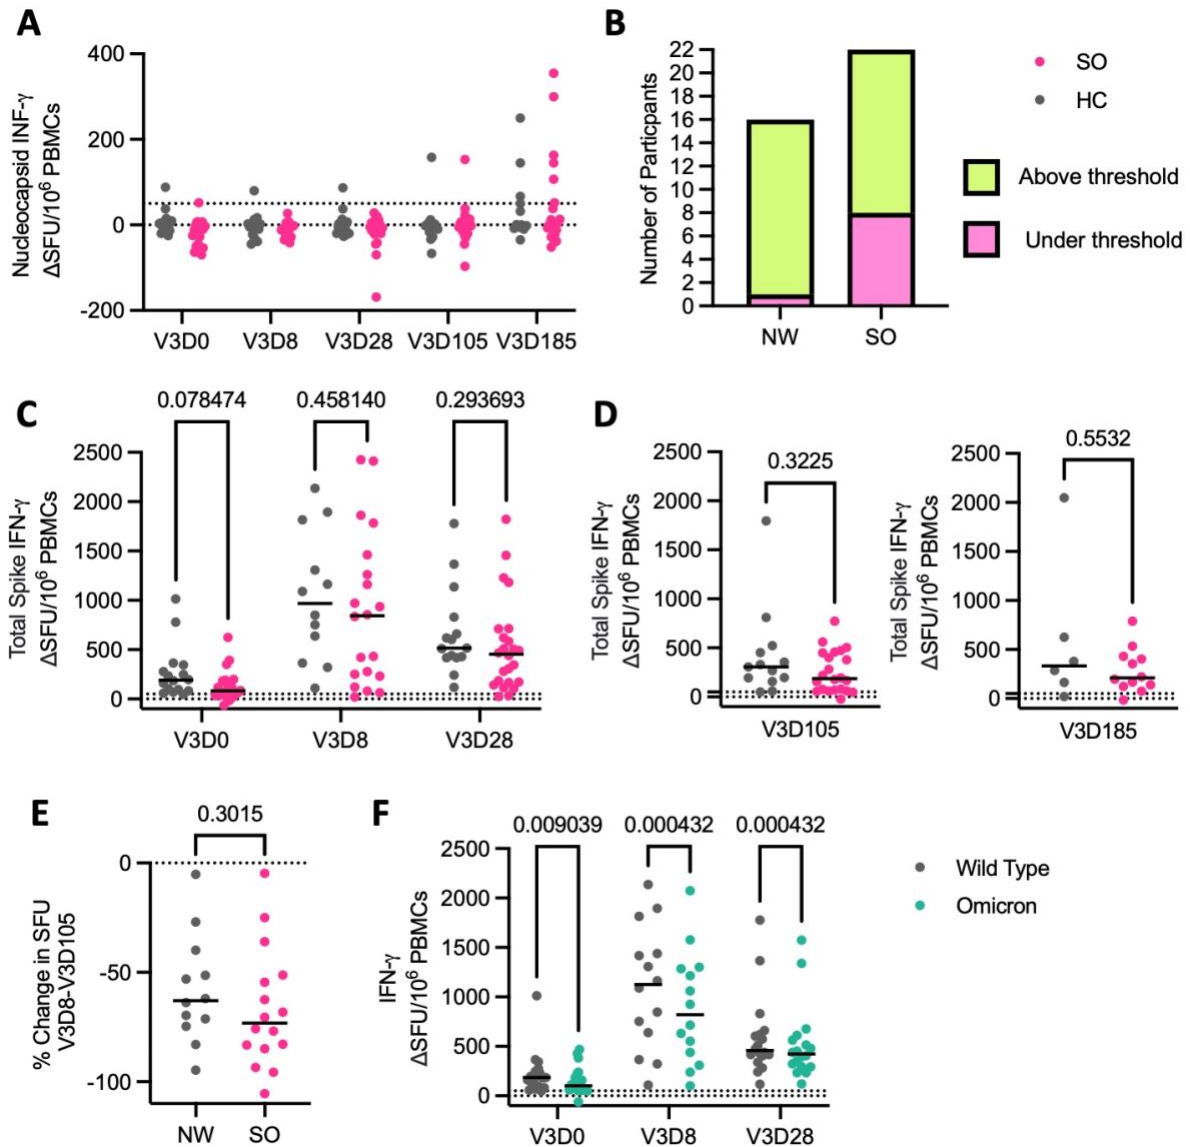 A
Nudeocapsid INF-γ
ΔSFU/10⁶ PBMCs
400
200
0
-200
V3D0
V3D8
V3D28
V3D105
V3D185
B
Number of Particpants
22
20
18
16
14
12
10
8
6
4
2
0
NW
SO
SO
HC
Above threshold
Under threshold
C
0.078474
0.458140
0.293693
Total Spike IFN-γ
ΔSFU/10⁶ PBMCs
2500
2000
1500
1000
500
0
V3D0
V3D8
V3D28
D
0.3225
Total Spike IFN-γ
ΔSFU/10⁶ PBMCs
2500
2000
1500
1000
500
0
V3D105
0.5532
Total Spike IFN-γ
ΔSFU/10⁶ PBMCs
2500
2000
1500
1000
500
0
V3D185
E
0.3015
% Change in SFU
V3D8-V3D105
0
-50
-100
NW
SO
F
0.009039
0.000432
0.000432
IFN-γ
ΔSFU/10⁶ PBMCs
2500
2000
1500
1000
500
0
V3D0
V3D8
V3D28
Wild Type
Omicron